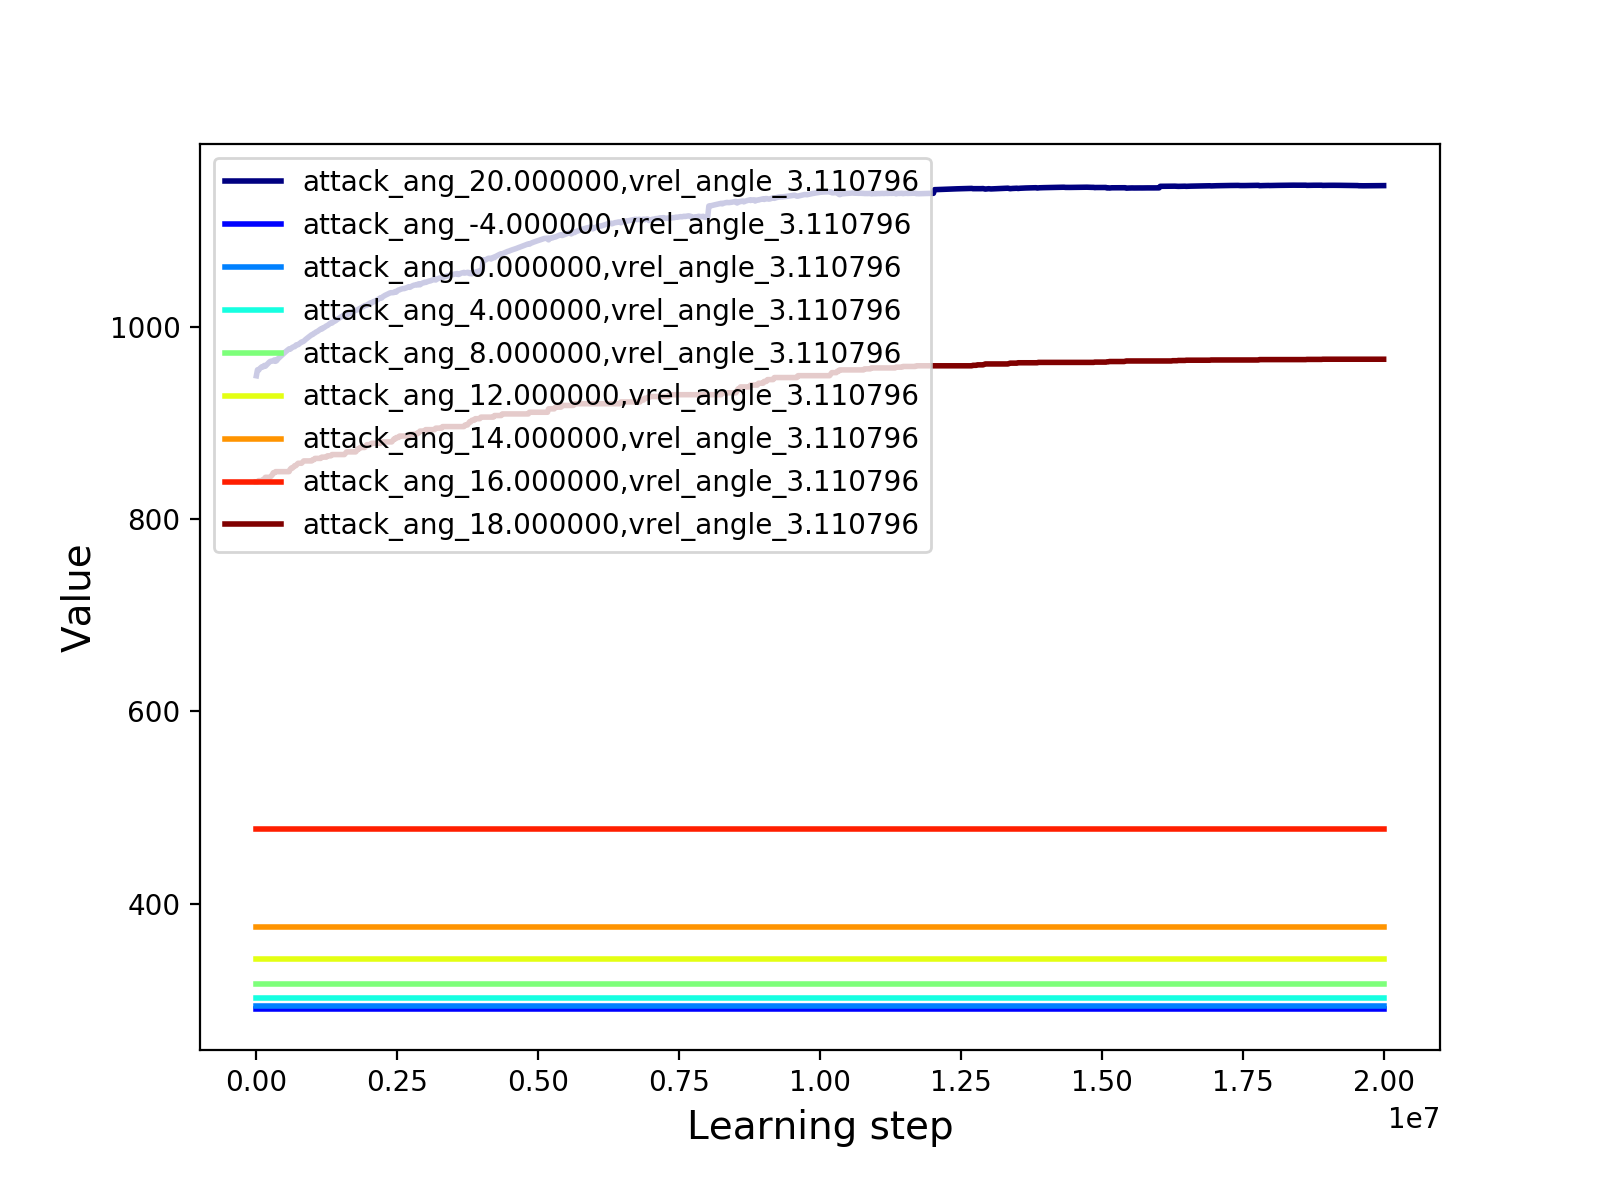 attack_ang_20.000000,vrel_angle_3.110796
attack_ang_-4.000000,vrel_angle_3.110796
attack_ang_0.000000,vrel_angle_3.110796
attack_ang_4.000000,vrel_angle_3.110796
attack_ang_8.000000,vrel_angle_3.110796
attack_ang_12.000000,vrel_angle_3.110796
attack_ang_14.000000,vrel_angle_3.110796
attack_ang_16.000000,vrel_angle_3.110796
attack_ang_18.000000,vrel_angle_3.110796
1000
800
600
400
Value
0.00 0.25 0.50 0.75 1.00 1.25 1.50 1.75 2.00
1e7
Learning step